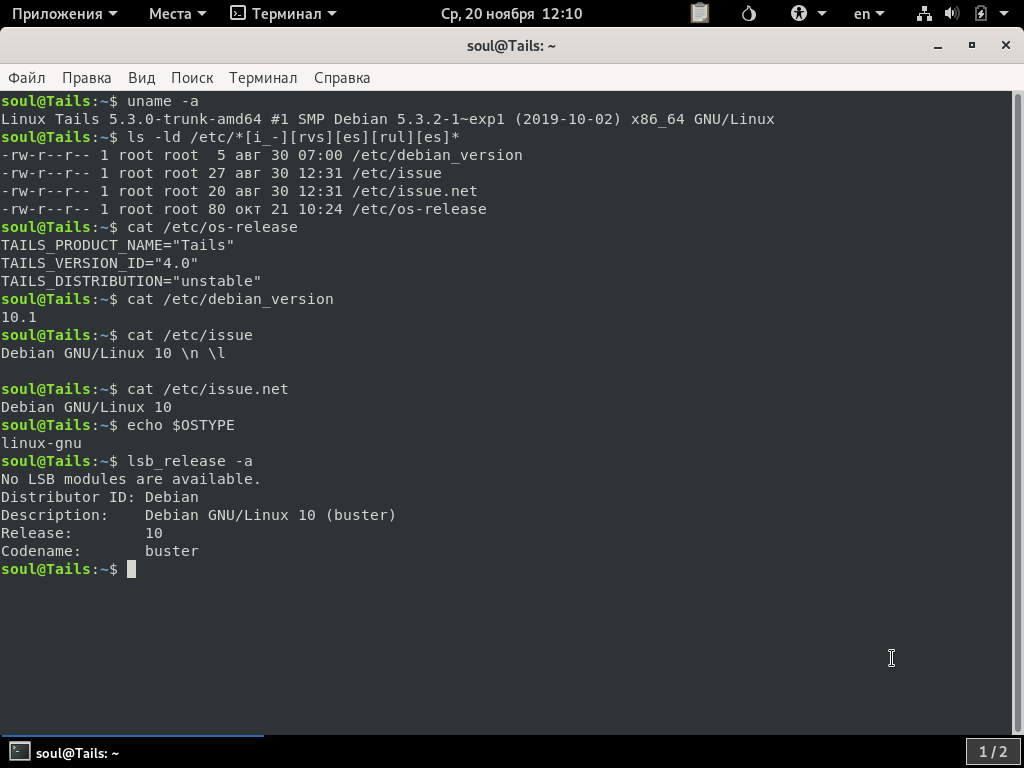 Приложения Места Терминал Ср, 20 ноября 12:10 en
soul@Tails: ~
Файл Правка Вид Поиск Терминал Справка
soul@Tails:~$ uname -a
Linux Tails 5.3.0-trunk-amd64 #1 SMP Debian 5.3.2-1~exp1 (2019-10-02) x86_64 GNU/Linux
soul@Tails:~$ ls -ld /etc/*[i_-][rvs][es][rul][es]*
-rw-r--r-- 1 root root  5 авг 30 07:00 /etc/debian_version
-rw-r--r-- 1 root root 27 авг 30 12:31 /etc/issue
-rw-r--r-- 1 root root 20 авг 30 12:31 /etc/issue.net
-rw-r--r-- 1 root root 80 окт 21 10:24 /etc/os-release
soul@Tails:~$ cat /etc/os-release
TAILS_PRODUCT_NAME="Tails"
TAILS_VERSION_ID="4.0"
TAILS_DISTRIBUTION="unstable"
soul@Tails:~$ cat /etc/debian_version
10.1
soul@Tails:~$ cat /etc/issue
Debian GNU/Linux 10 \n \l
soul@Tails:~$ cat /etc/issue.net
Debian GNU/Linux 10
soul@Tails:~$ echo $OSTYPE
linux-gnu
soul@Tails:~$ lsb_release -a
No LSB modules are available.
Distributor ID: Debian
Description:    Debian GNU/Linux 10 (buster)
Release:        10
Codename:       buster
soul@Tails:~$
soul@Tails: ~ 1 / 2